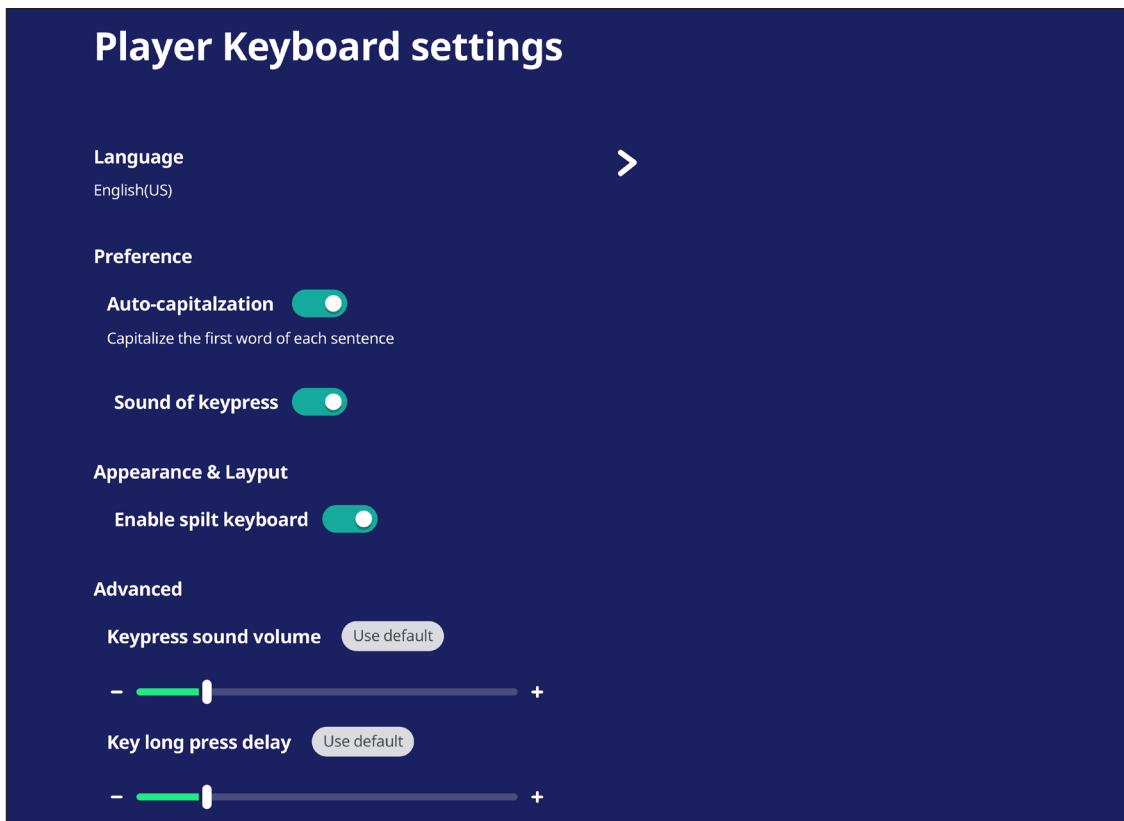 Player Keyboard settings
Language
English(US)
Preference
Auto-capitalzation
Capitalize the first word of each sentence
Sound of keypress
Appearance & Layput
Enable spilt keyboard
Advanced
Keypress sound volume Use default
- +
Key long press delay Use default
- +